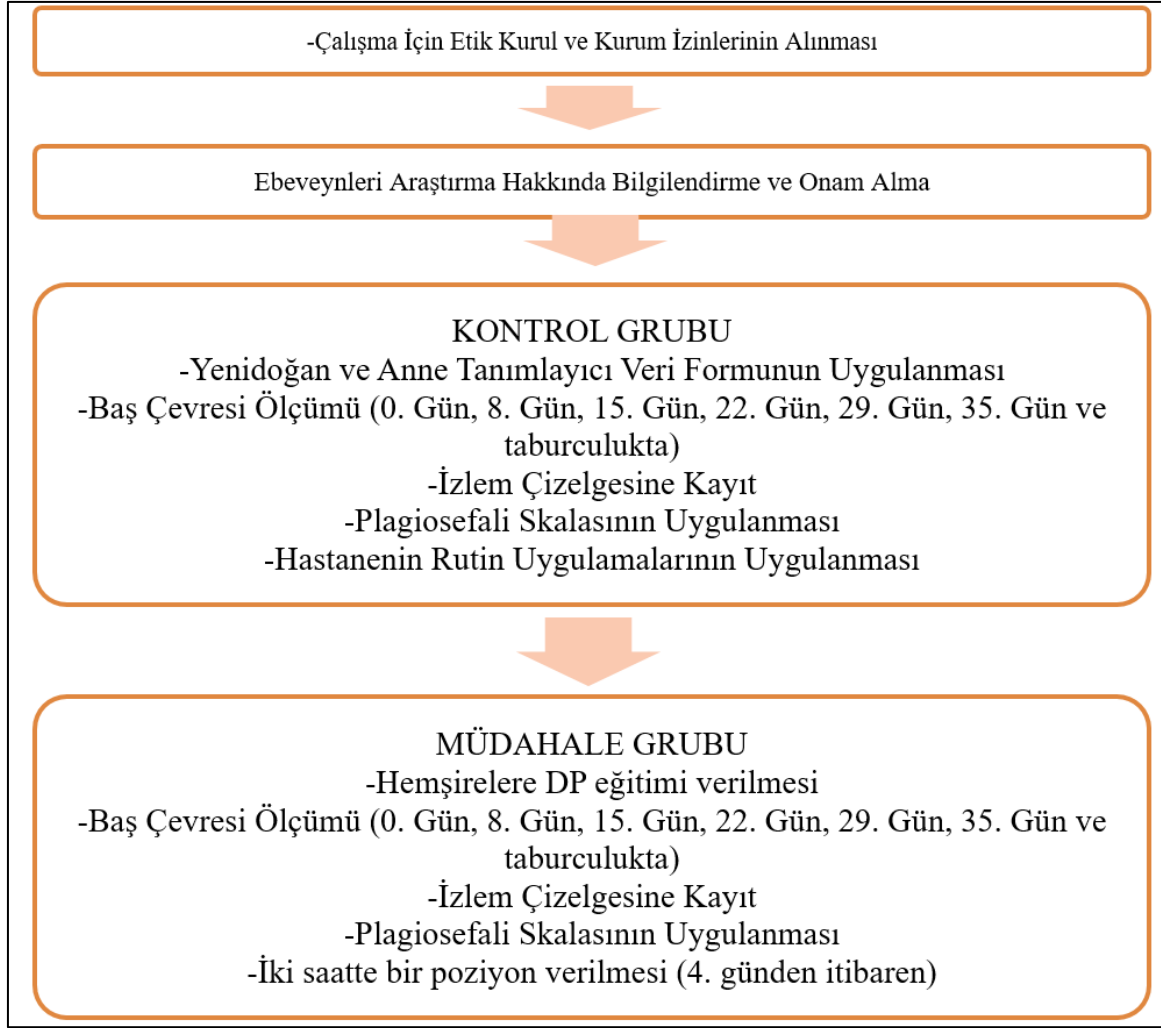 -Çalışma İçin Etik Kurul ve Kurum İzinlerinin Alınması
Ebeveynleri Araştırma Hakkında Bilgilendirme ve Onam Alma
KONTROL GRUBU
-Yenidoğan ve Anne Tanımlayıcı Veri Formunun Uygulanması
-Baş Çevresi Ölçümü (0. Gün, 8. Gün, 15. Gün, 22. Gün, 29. Gün, 35. Gün ve
taburculukta)
-İzlem Çizelgesine Kayıt
-Plagiosefali Skalasının Uygulanması
-Hastanenin Rutin Uygulamalarının Uygulanması
MÜDAHALE GRUBU
-Hemşirelere DP eğitimi verilmesi
-Baş Çevresi Ölçümü (0. Gün, 8. Gün, 15. Gün, 22. Gün, 29. Gün, 35. Gün ve
taburculukta)
-İzlem Çizelgesine Kayıt
-Plagiosefali Skalasının Uygulanması
-İki saatte bir poziyon verilmesi (4. günden itibaren)